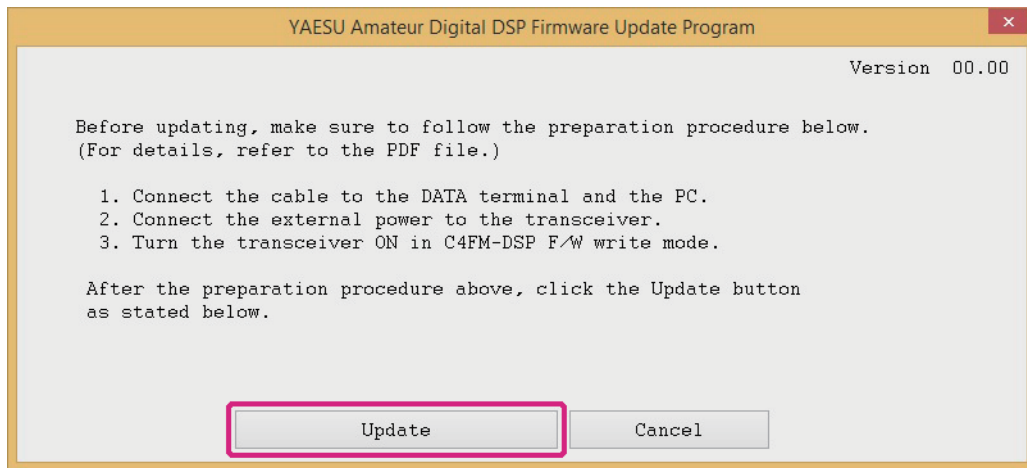 YAESU Amateur Digital DSP Firmware Update Program
Version 00.00
Before updating, make sure to follow the preparation procedure below.
(For details, refer to the PDF file.)
1. Connect the cable to the DATA terminal and the PC.
2. Connect the external power to the transceiver.
3. Turn the transceiver ON in C4FM-DSP F/W write mode.
After the preparation procedure above, click the Update button
as stated below.
Update Cancel